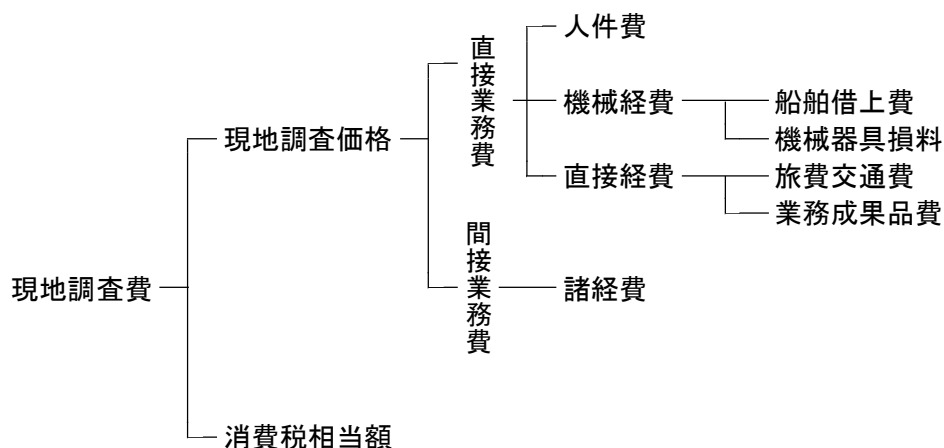 人件費
直接業務費
機械経費
船舶借上費
現地調査価格
機械器具損料
直接経費
旅費交通費
業務成果品費
間接業務費
現地調査費
諸経費
消費税相当額